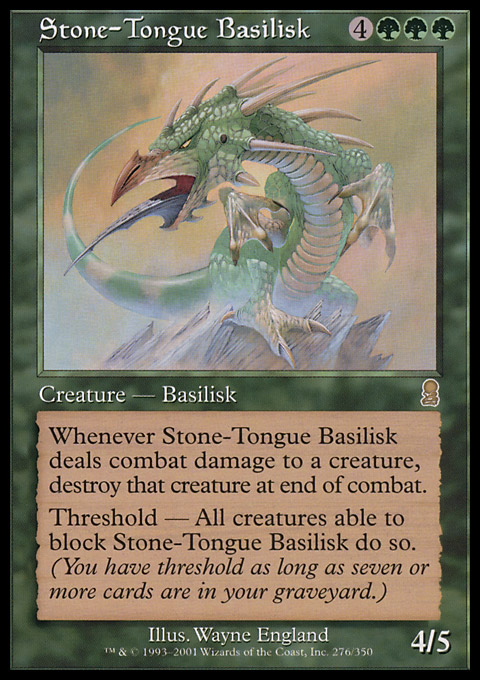 Stone-Tongue Basilisk 4
Creature — Basilisk
Whenever Stone-Tongue Basilisk
deals combat damage to a creature,
destroy that creature at end of combat.
Threshold — All creatures able to
block Stone-Tongue Basilisk do so.
(You have threshold as long as seven or
more cards are in your graveyard.)
Illus. Wayne England
™ & © 1993–2001 Wizards of the Coast, Inc. 276/350
4/5